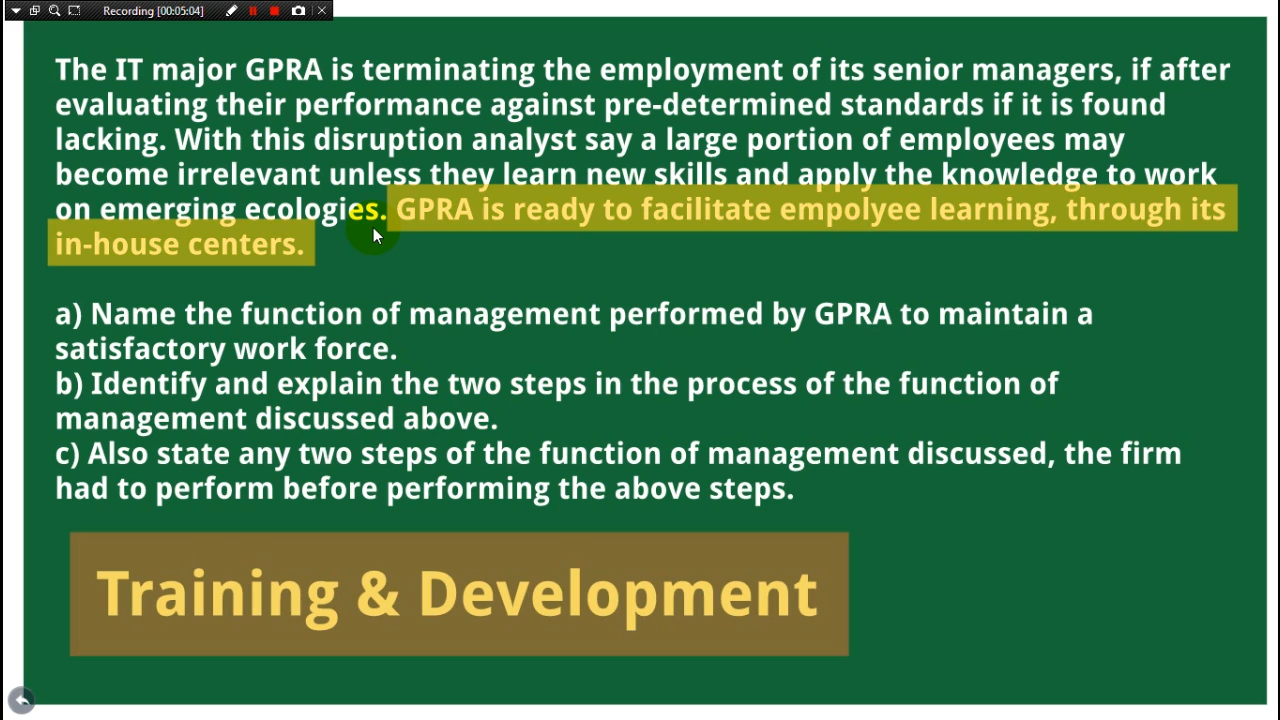 Recording [00:05:04]
The IT major GPRA is terminating the employment of its senior managers, if after
evaluating their performance against pre-determined standards if it is found
lacking. With this disruption analyst say a large portion of employees may
become irrelevant unless they learn new skills and apply the knowledge to work
on emerging ecologies. GPRA is ready to facilitate empolyee learning, through its
in-house centers.
a) Name the function of management performed by GPRA to maintain a
satisfactory work force.
b) Identify and explain the two steps in the process of the function of
management discussed above.
c) Also state any two steps of the function of management discussed, the firm
had to perform before performing the above steps.
Training & Development